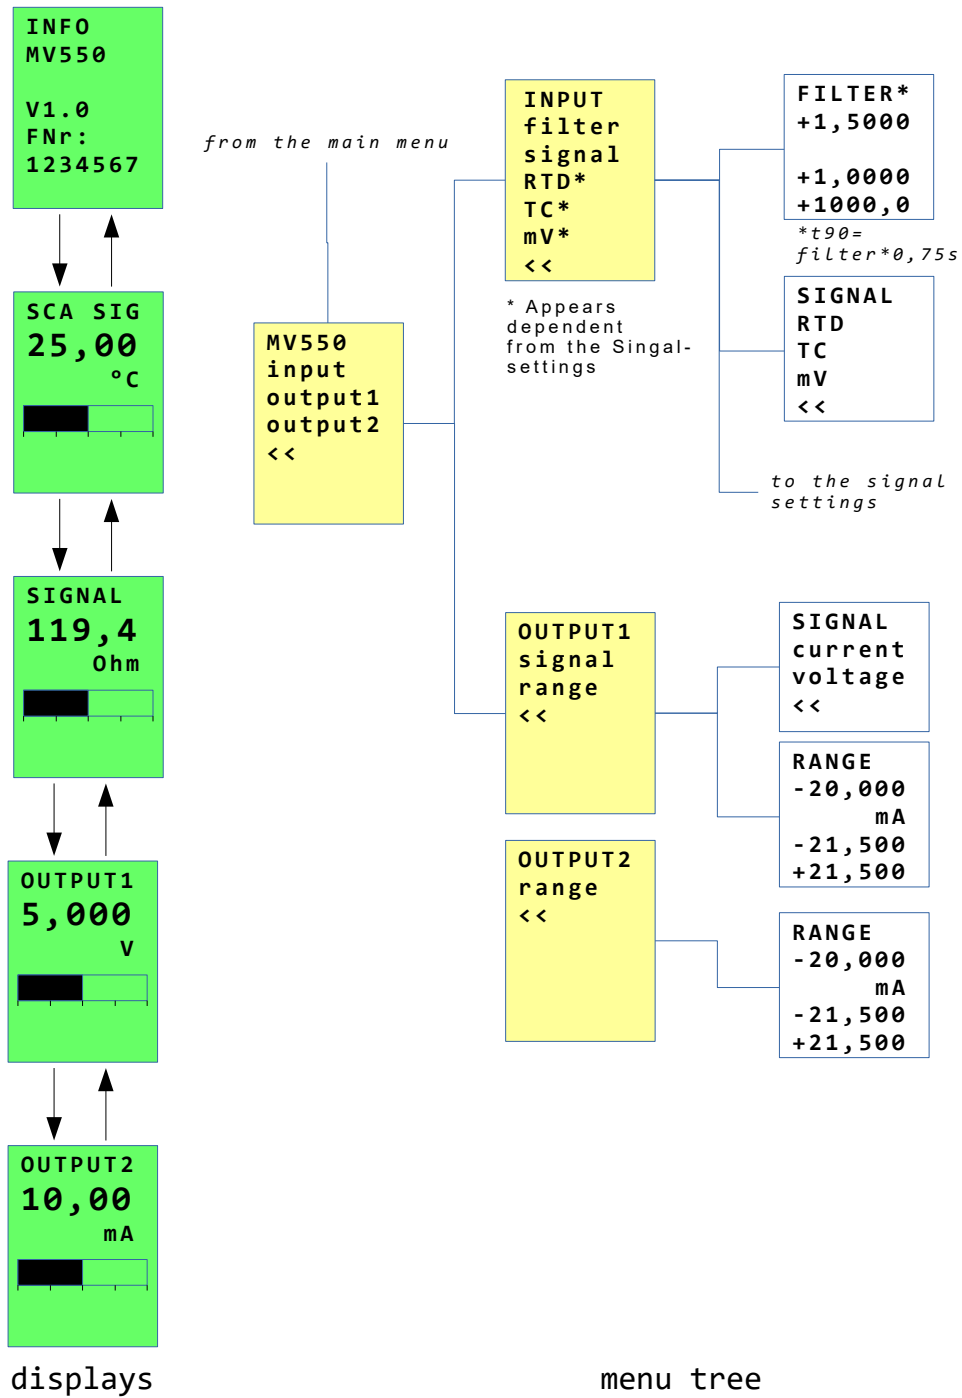 INFO
MV550
V1.0
FNr:
1234567
SCA SIG
25,00
°C
SIGNAL
119,4
Ohm
OUTPUT1
5,000
V
OUTPUT2
10,00
mA
displays
from the main menu
MV550
input
output1
output2
<<
INPUT
filter
signal
RTD*
TC*
mV*
<<
* Appears
dependent
from the Singal-
settings
FILTER*
+1,5000
+1,0000
+1000,0
*t90=
filter*0,75s
SIGNAL
RTD
TC
mV
<<
to the signal
settings
OUTPUT1
signal
range
<<
SIGNAL
current
voltage
<<
RANGE
-20,000
mA
-21,500
+21,500
OUTPUT2
range
<<
RANGE
-20,000
mA
-21,500
+21,500
menu tree